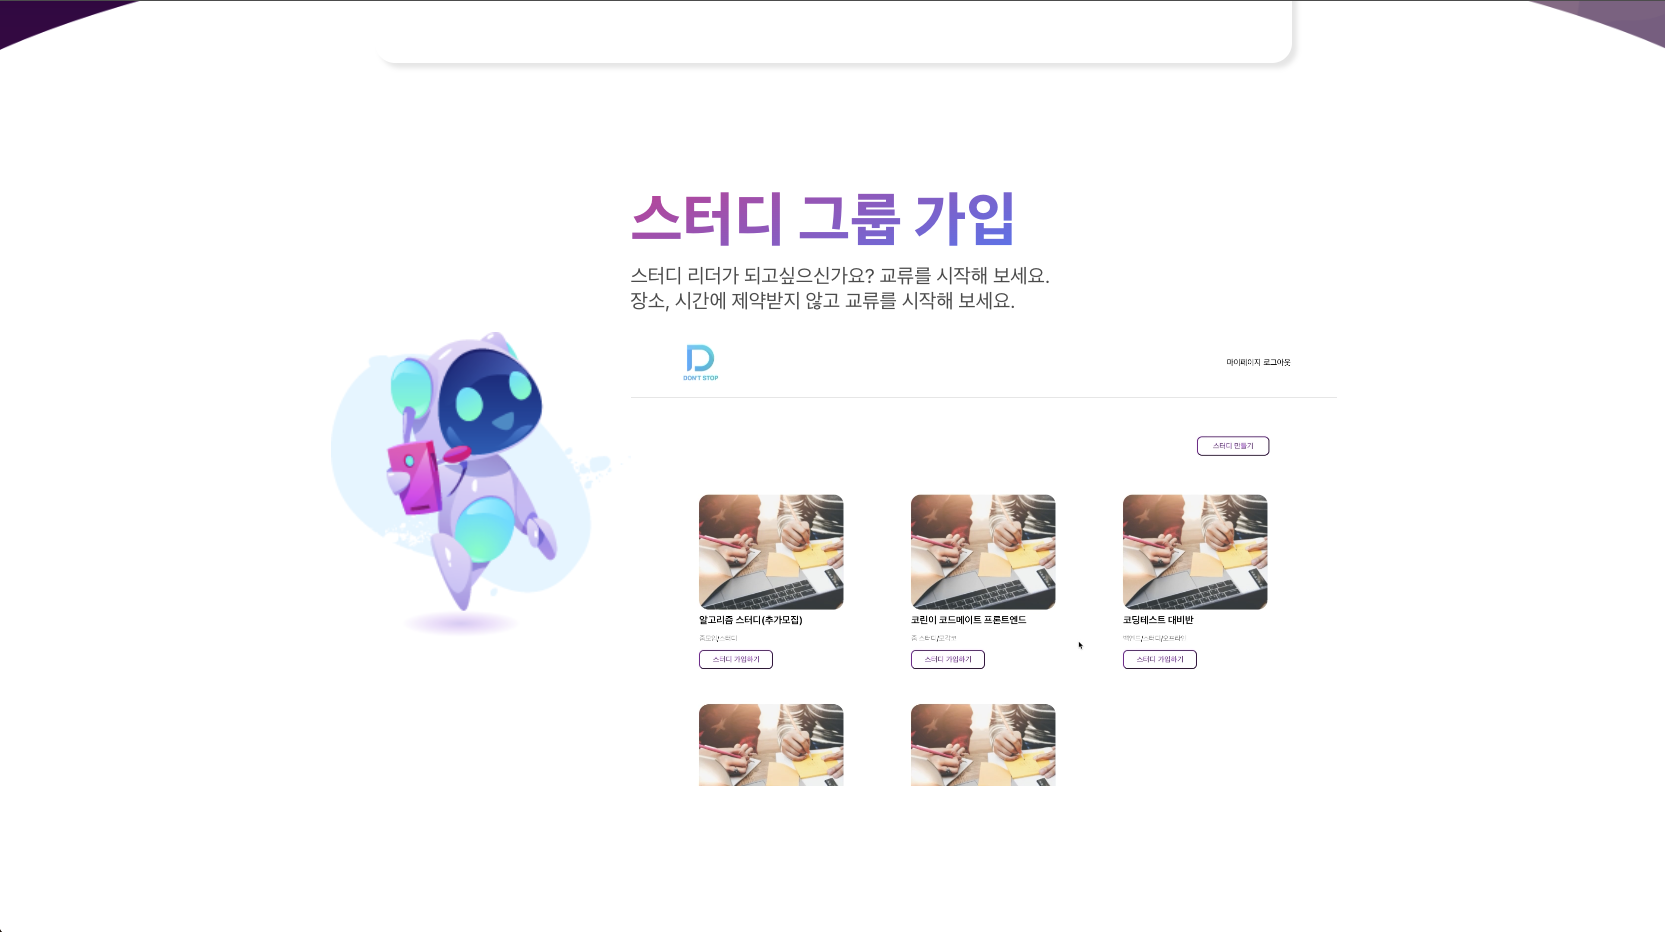 스터디 그룹 가입
스터디 리더가 되고싶으신가요? 교류를 시작해 보세요.
장소, 시간에 제약받지 않고 교류를 시작해 보세요.
DON'T STOP
마이페이지 로그아웃
스터디 만들기
알고리즘 스터디(추가모집)
코린이 코드메이트 프론트엔드
코딩테스트 대비반
스터디 가입하기
스터디 가입하기
스터디 가입하기